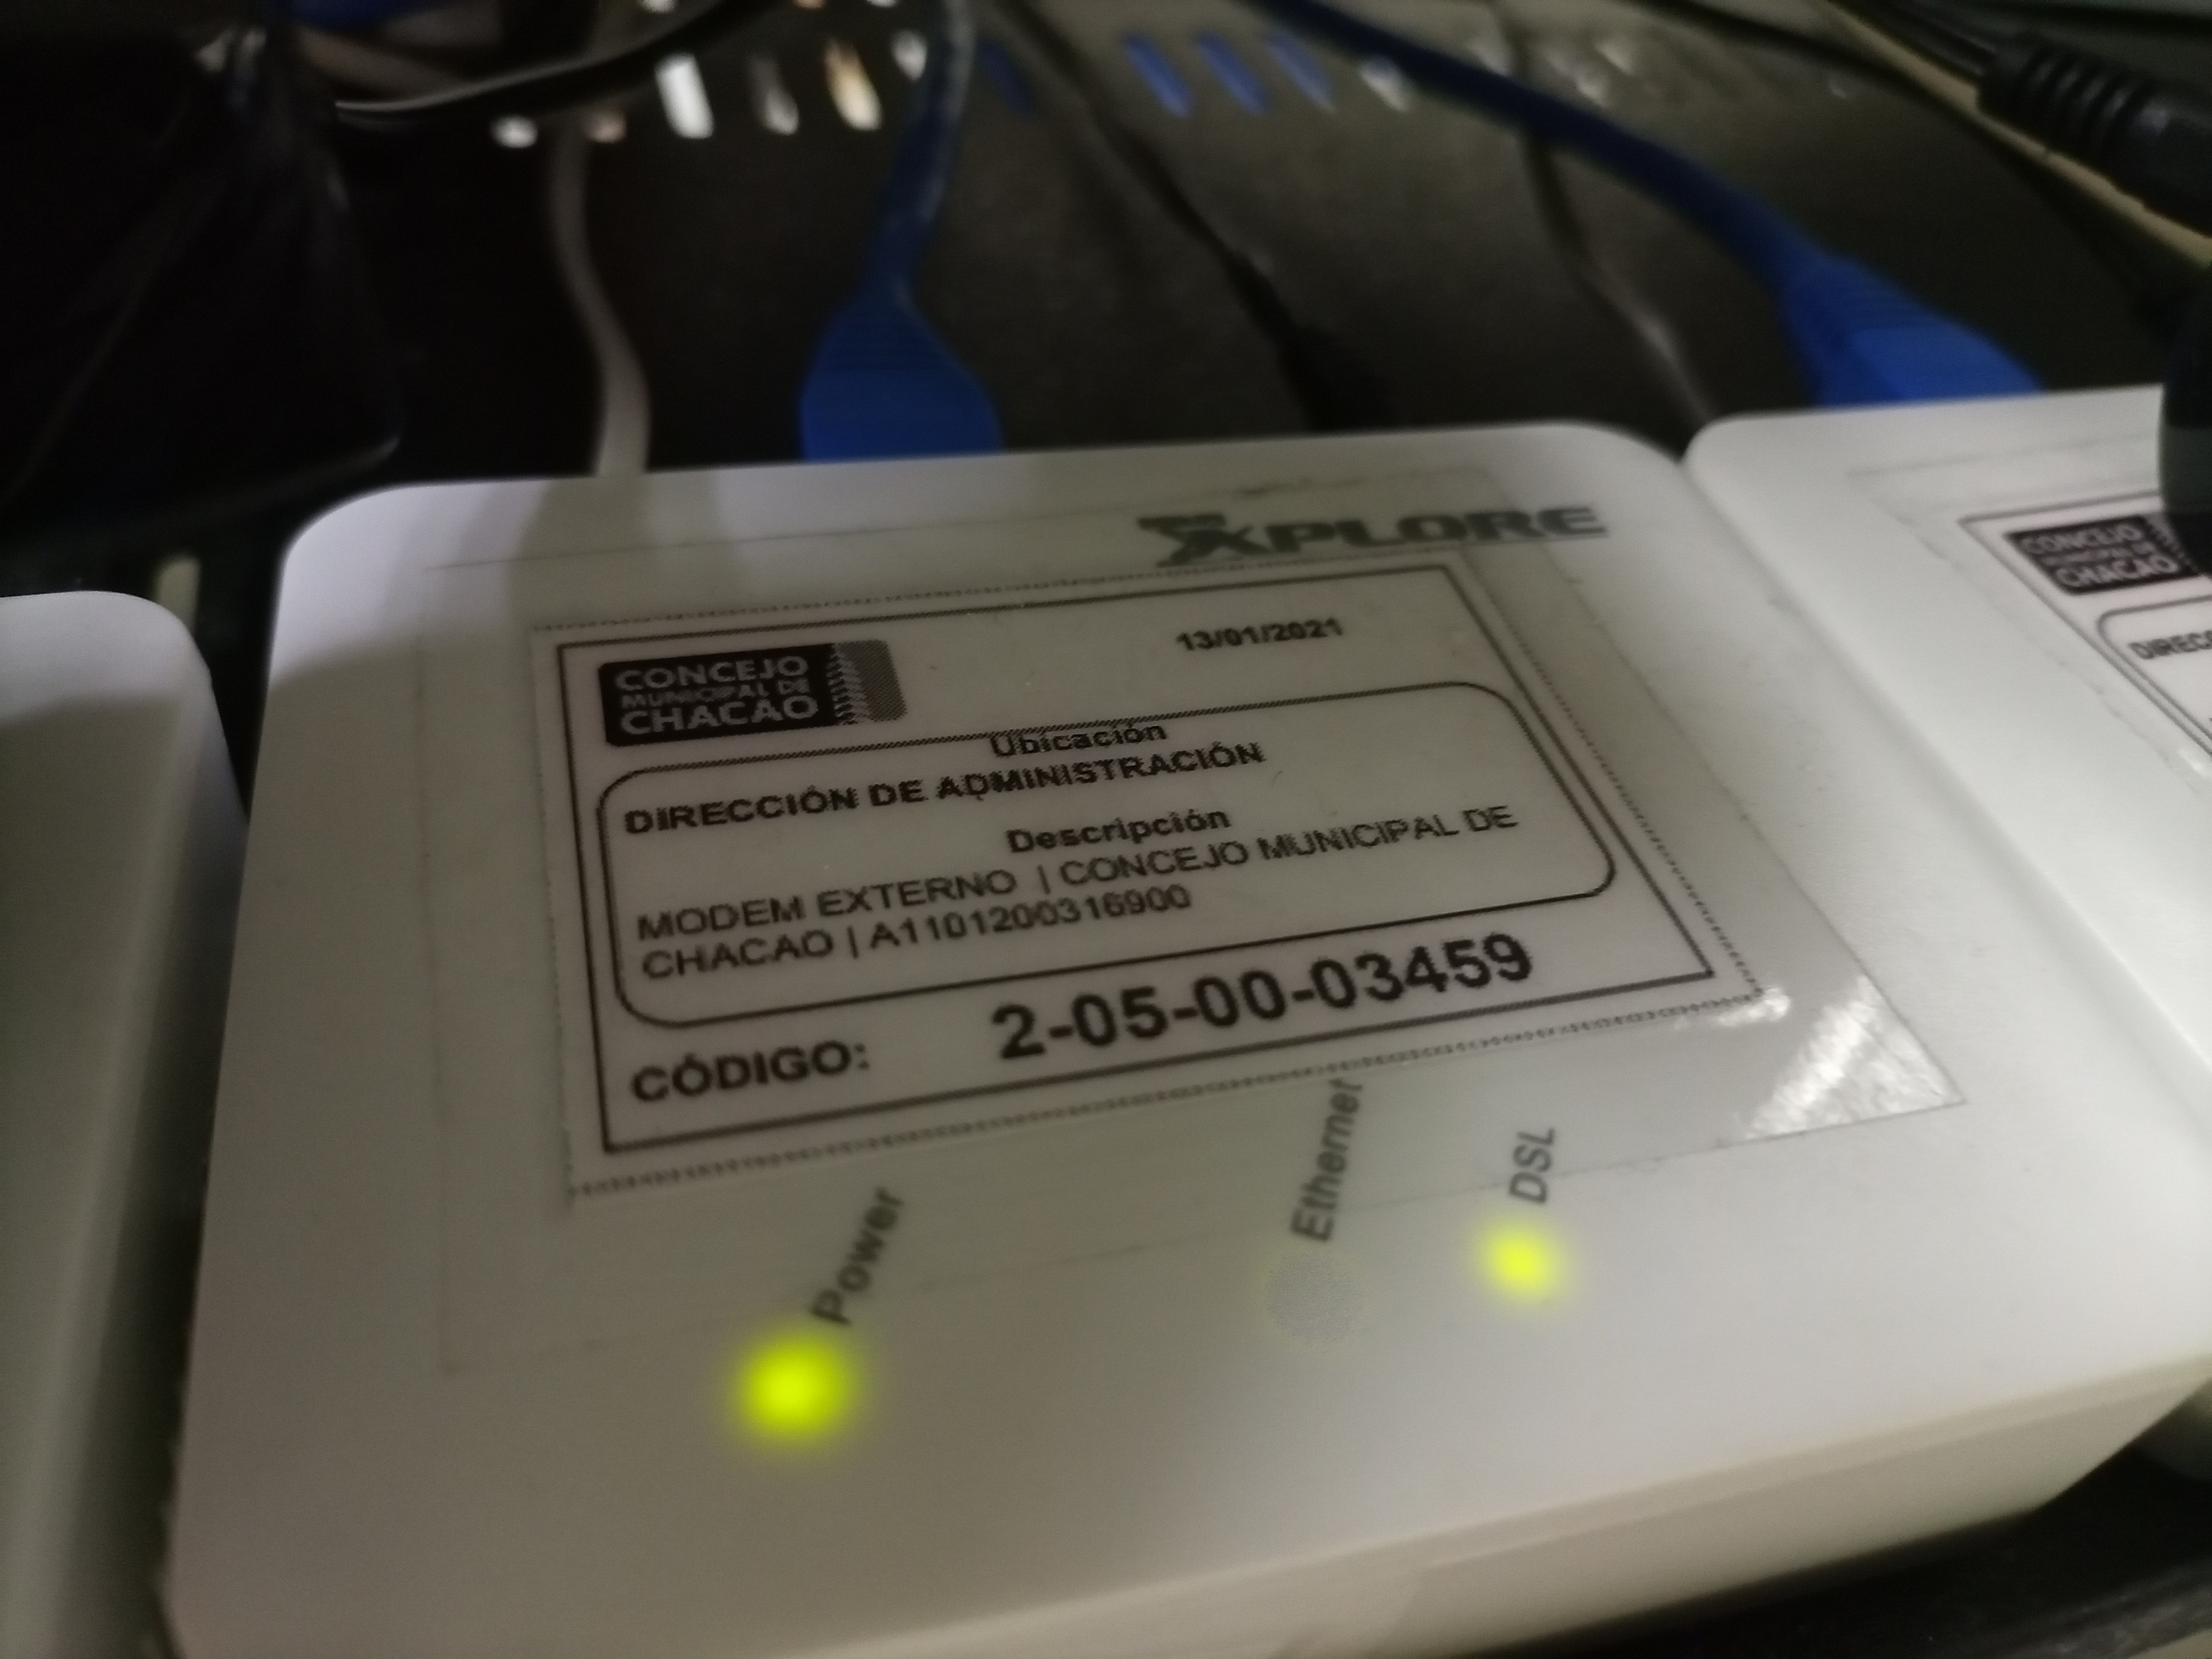 XPLORE
CONCEJO
MUNICIPAL DE
CHACAO
13/01/2021
Ubicación
DIRECCIÓN DE ADMINISTRACIÓN
Descripción
MODEM EXTERNO | CONCEJO MUNICIPAL DE
CHACAO | A1101200316900
CÓDIGO: 2-05-00-03459
Power
Ethernet
DSL
CONCEJO
MUNICIPAL DE
CHACAO